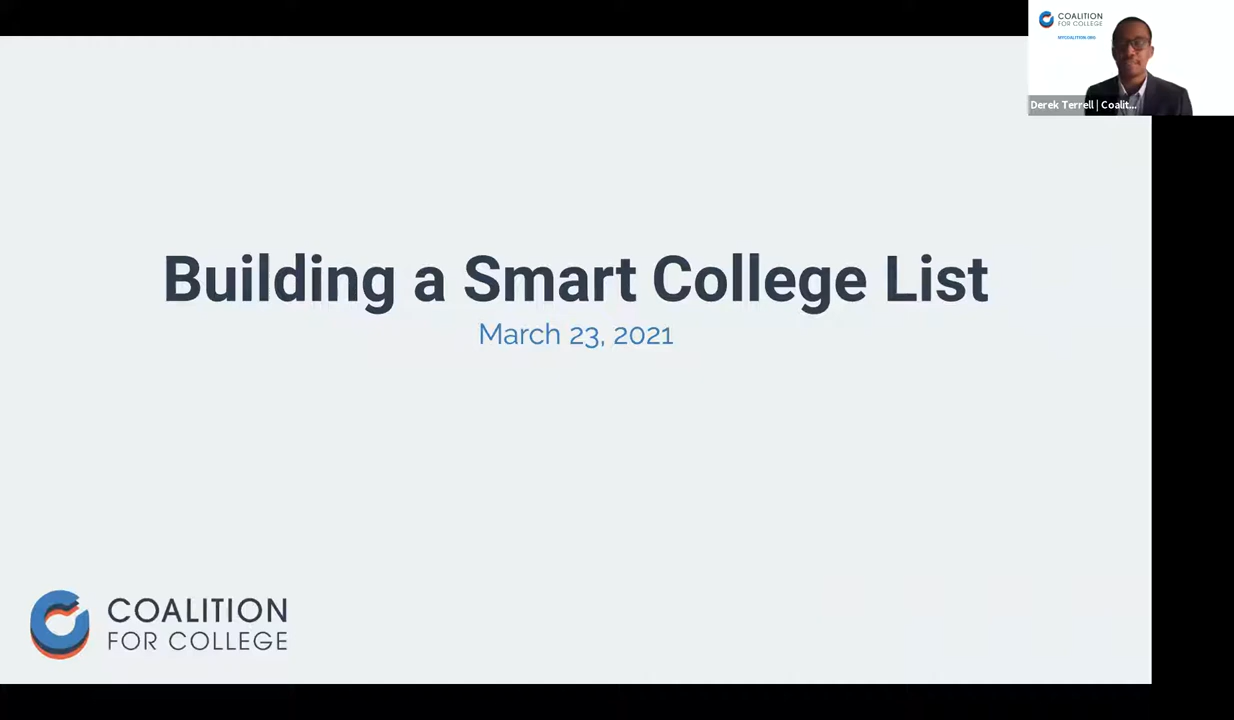 COALITION
FOR COLLEGE
MYCOALITION.ORG
Derek Terrell | Coalit...
Building a Smart College List
March 23, 2021
COALITION
FOR COLLEGE